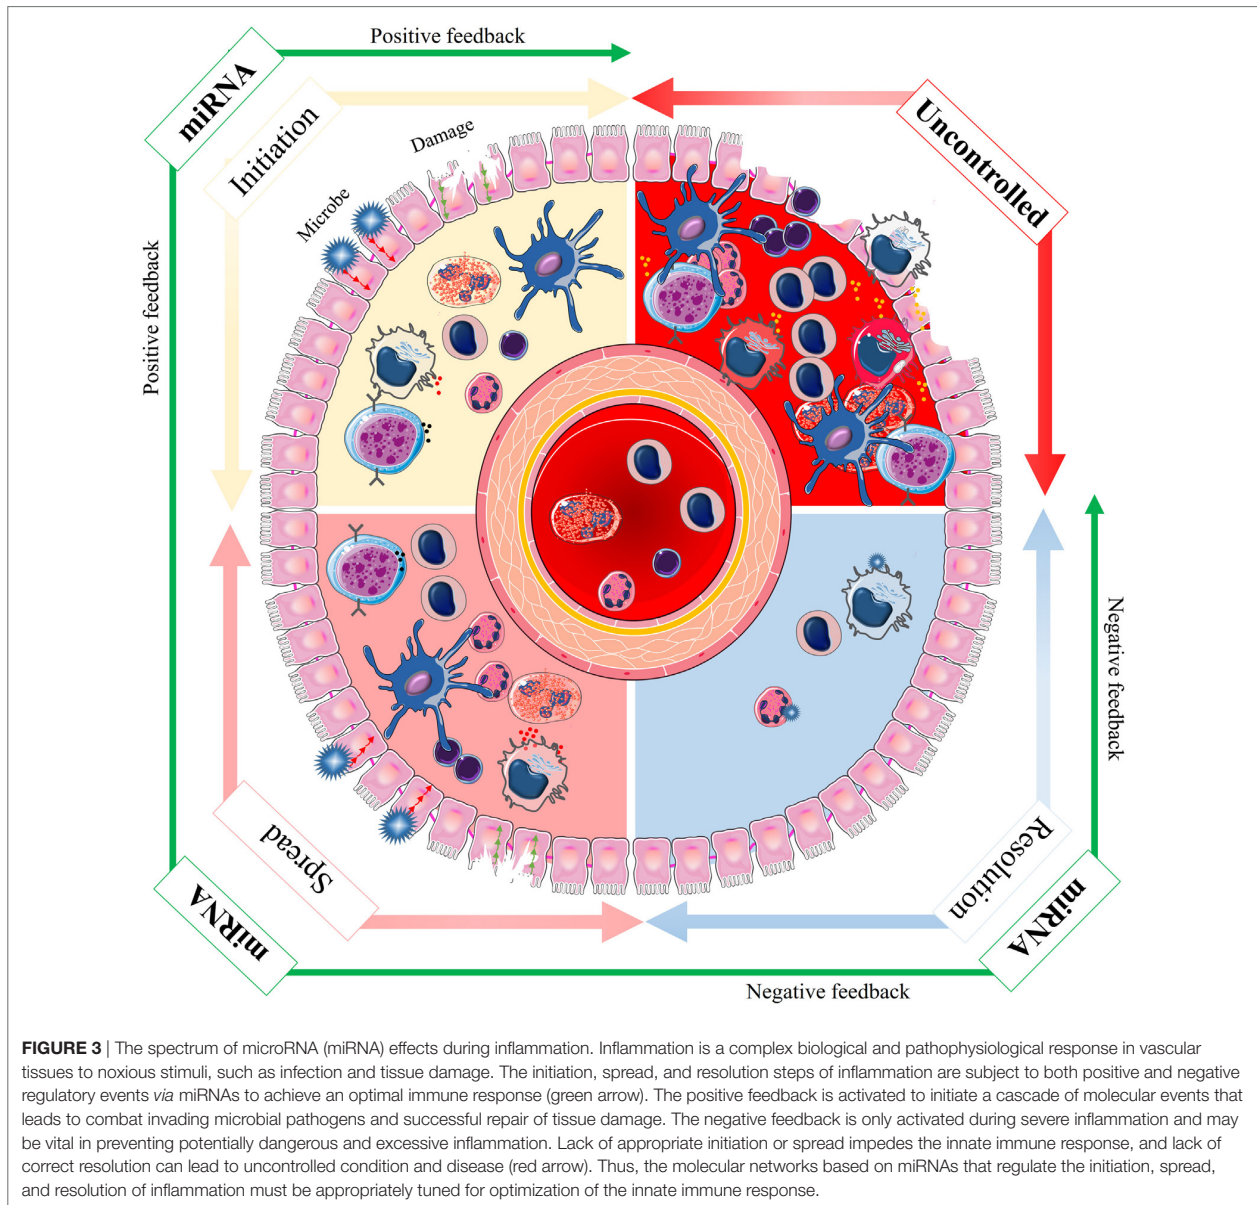 Positive feedback
miRNA
Initiation
Damage
Microbe
Uncontrolled
Positive feedback
Negative feedback
Spread
miRNA
Resolution
miRNA
Negative feedback
FIGURE 3 | The spectrum of microRNA (miRNA) effects during inflammation. Inflammation is a complex biological and pathophysiological response in vascular
tissues to noxious stimuli, such as infection and tissue damage. The initiation, spread, and resolution steps of inflammation are subject to both positive and negative
regulatory events via miRNAs to achieve an optimal immune response (green arrow). The positive feedback is activated to initiate a cascade of molecular events that
leads to combat invading microbial pathogens and successful repair of tissue damage. The negative feedback is only activated during severe inflammation and may
be vital in preventing potentially dangerous and excessive inflammation. Lack of appropriate initiation or spread impedes the innate immune response, and lack of
correct resolution can lead to uncontrolled condition and disease (red arrow). Thus, the molecular networks based on miRNAs that regulate the initiation, spread,
and resolution of inflammation must be appropriately tuned for optimization of the innate immune response.